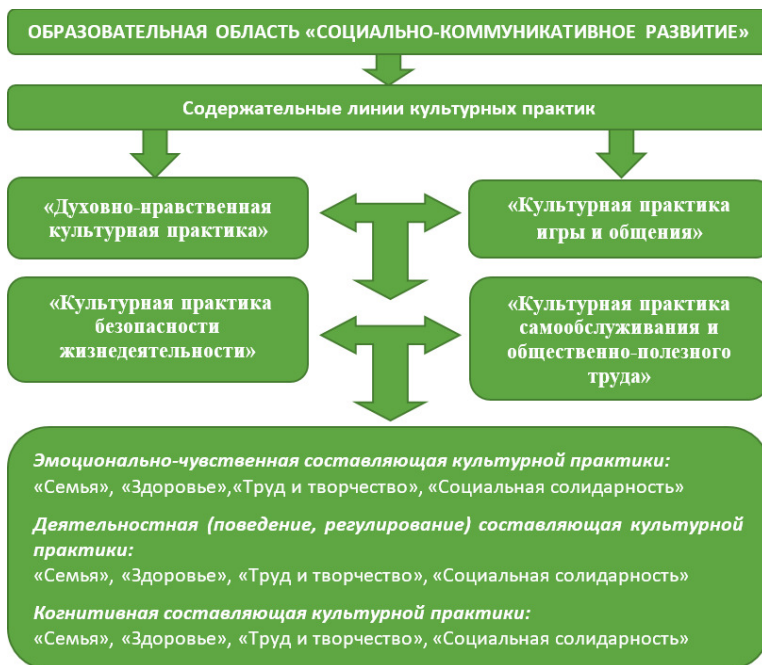 ОБРАЗОВАТЕЛЬНАЯ ОБЛАСТЬ «СОЦИАЛЬНО-КОММУНИКАТИВНОЕ РАЗВИТИЕ»
Содержательные линии культурных практик
«Духовно-нравственная
культурная практика»
«Культурная практика
игры и общения»
«Культурная практика
безопасности
жизнедеятельности»
«Культурная практика
самообслуживания и
общественно-полезного
труда»
Эмоционально-чувственная составляющая культурной практики:
«Семья», «Здоровье»,«Труд и творчество», «Социальная солидарность»
Деятельностная (поведение, регулирование) составляющая культурной
практики:
«Семья», «Здоровье», «Труд и творчество», «Социальная солидарность»
Когнитивная составляющая культурной практики:
«Семья», «Здоровье», «Труд и творчество», «Социальная солидарность»